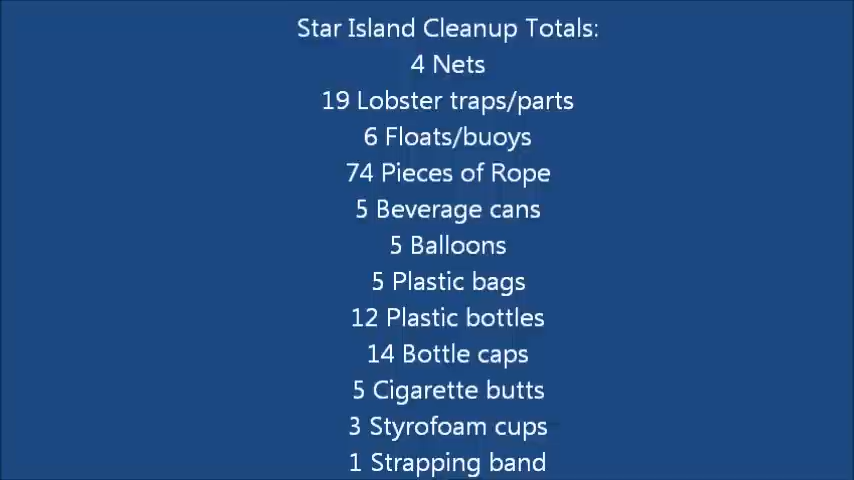 Star Island Cleanup Totals:
4 Nets
19 Lobster traps/parts
6 Floats/buoys
74 Pieces of Rope
5 Beverage cans
5 Balloons
5 Plastic bags
12 Plastic bottles
14 Bottle caps
5 Cigarette butts
3 Styrofoam cups
1 Strapping band